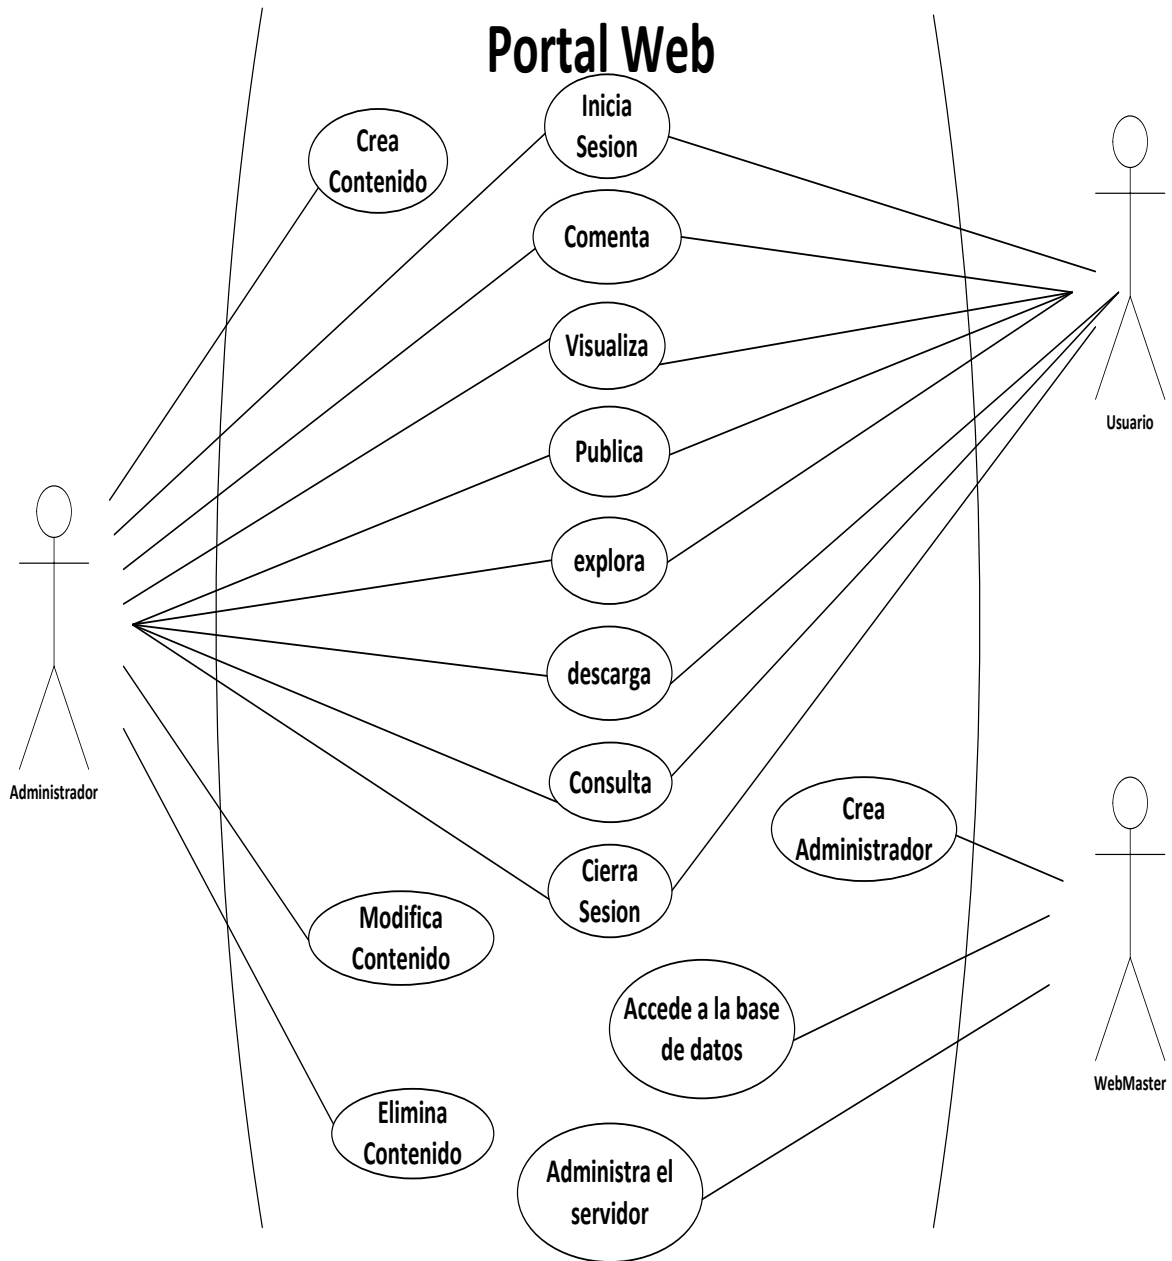 Portal Web
Inicia
Sesion
Crea
Contenido
Comenta
Visualiza
Usuario
Publica
explora
descarga
Consulta
Administrador
Crea
Administrador
Cierra
Sesion
Modifica
Contenido
Accede a la base
de datos
WebMaster
Elimina
Contenido
Administra el
servidor